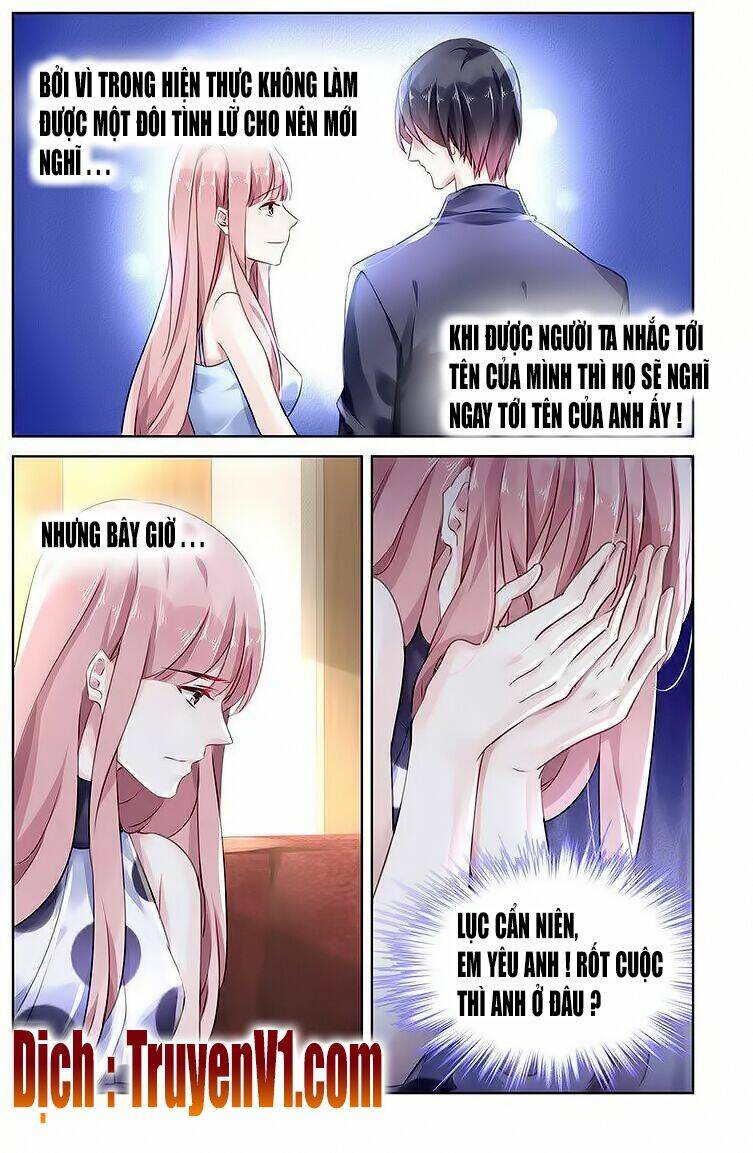 BỞI VÌ TRONG HIỆN THỰC KHÔNG LÀM
ĐƯỢC MỘT ĐÔI TÌNH LỮ CHO NÊN MỚI
NGHĨ . . .
KHI ĐƯỢC NGƯỜI TA NHẮC TỚI
TÊN CỦA MÌNH THÌ HỌ SẼ NGHĨ
NGAY TỚI TÊN CỦA ANH ẤY !
NHƯNG BÂY GIỜ . . .
LỤC CẨN NIÊN,
EM YÊU ANH ! RỐT CUỘC
THÌ ANH Ở ĐÂU ?
Dịch : TruyenV1.com